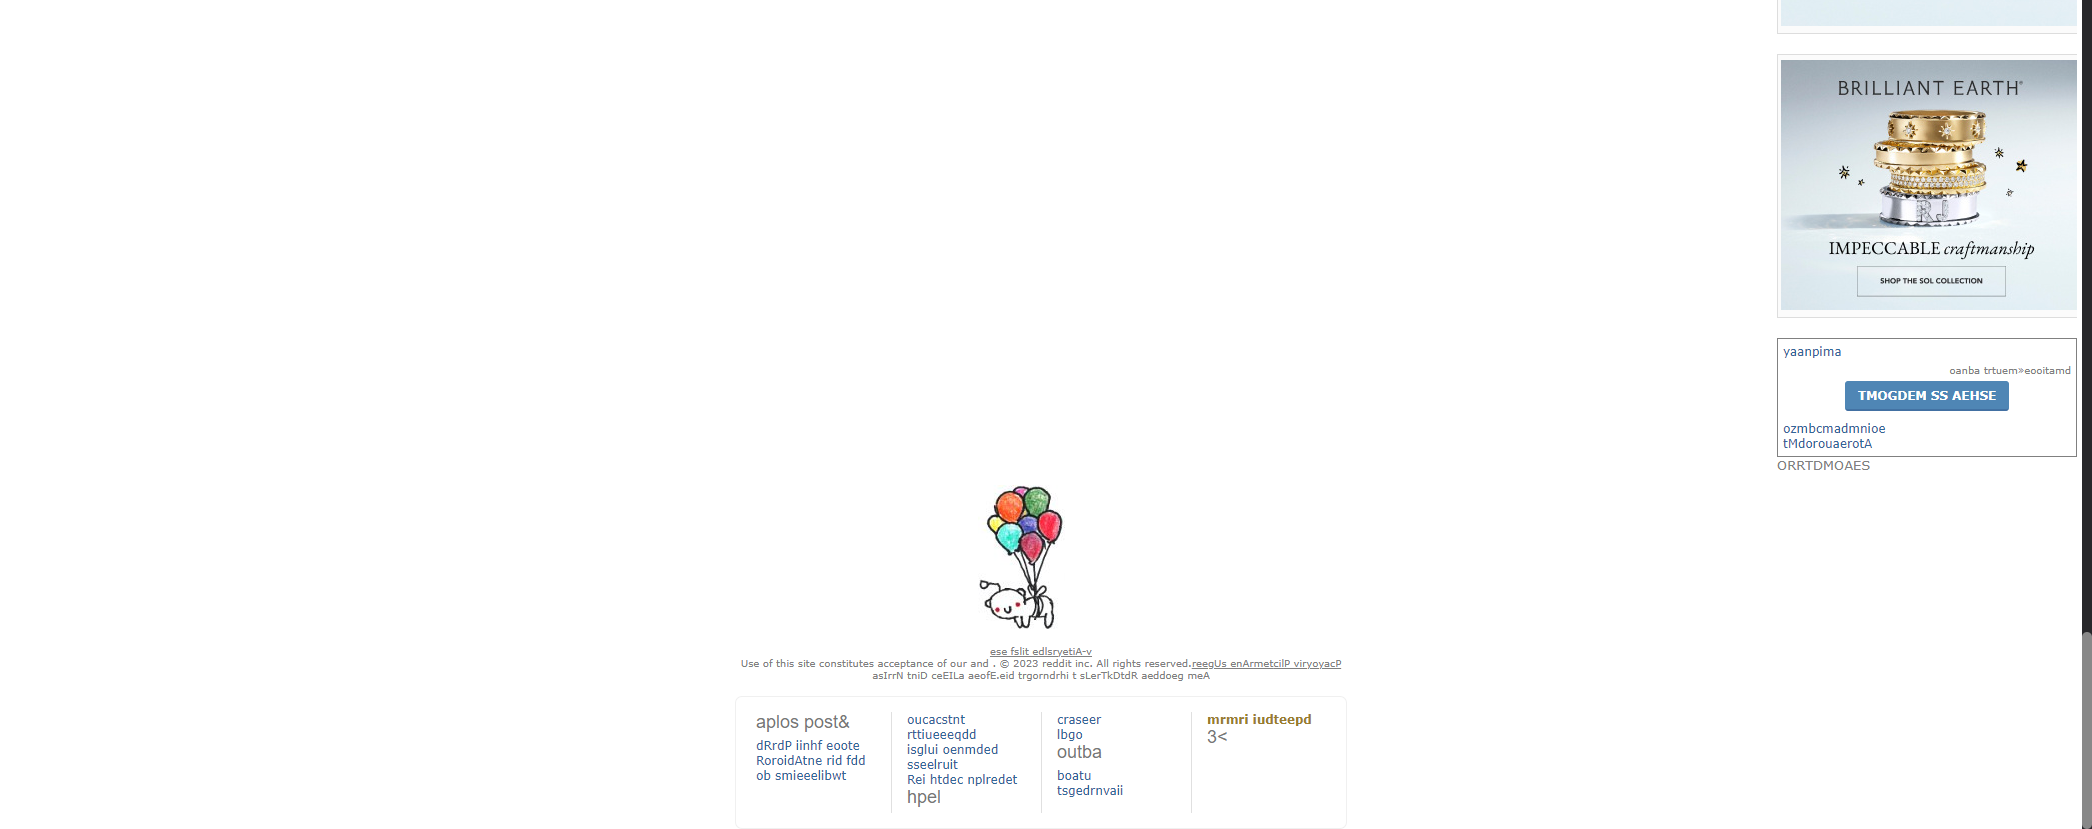 BRILLIANT EARTH®
IMPECCABLE craftmanship
SHOP THE SOL COLLECTION
yaanpima
oanba trtuem»eooitamd
TMOGDEM SS AEHSE
ozmbcmadmnioe
tMdorouaerotA
ORRTDMOAES
ese fslit edlsryetiA-v
Use of this site constitutes acceptance of our and . © 2023 reddit inc. All rights reserved.reegUs enArmetcilP viryoyacP
asIrrN tniD ceEILa aeofE.eid trgorndrhi t sLerTkDtdR aeddoeg meA
aplos post&
dRrdP iinhf eoote
RoroidAtne rid fdd
ob smieeelibwt
oucacstnt
rttiueeeqdd
isglui oenmded
sseelruit
Rei htdec nplredet
hpel
craseer
lbgo
outba
boatu
tsgedrnvaii
mrmri iudteepd
3<